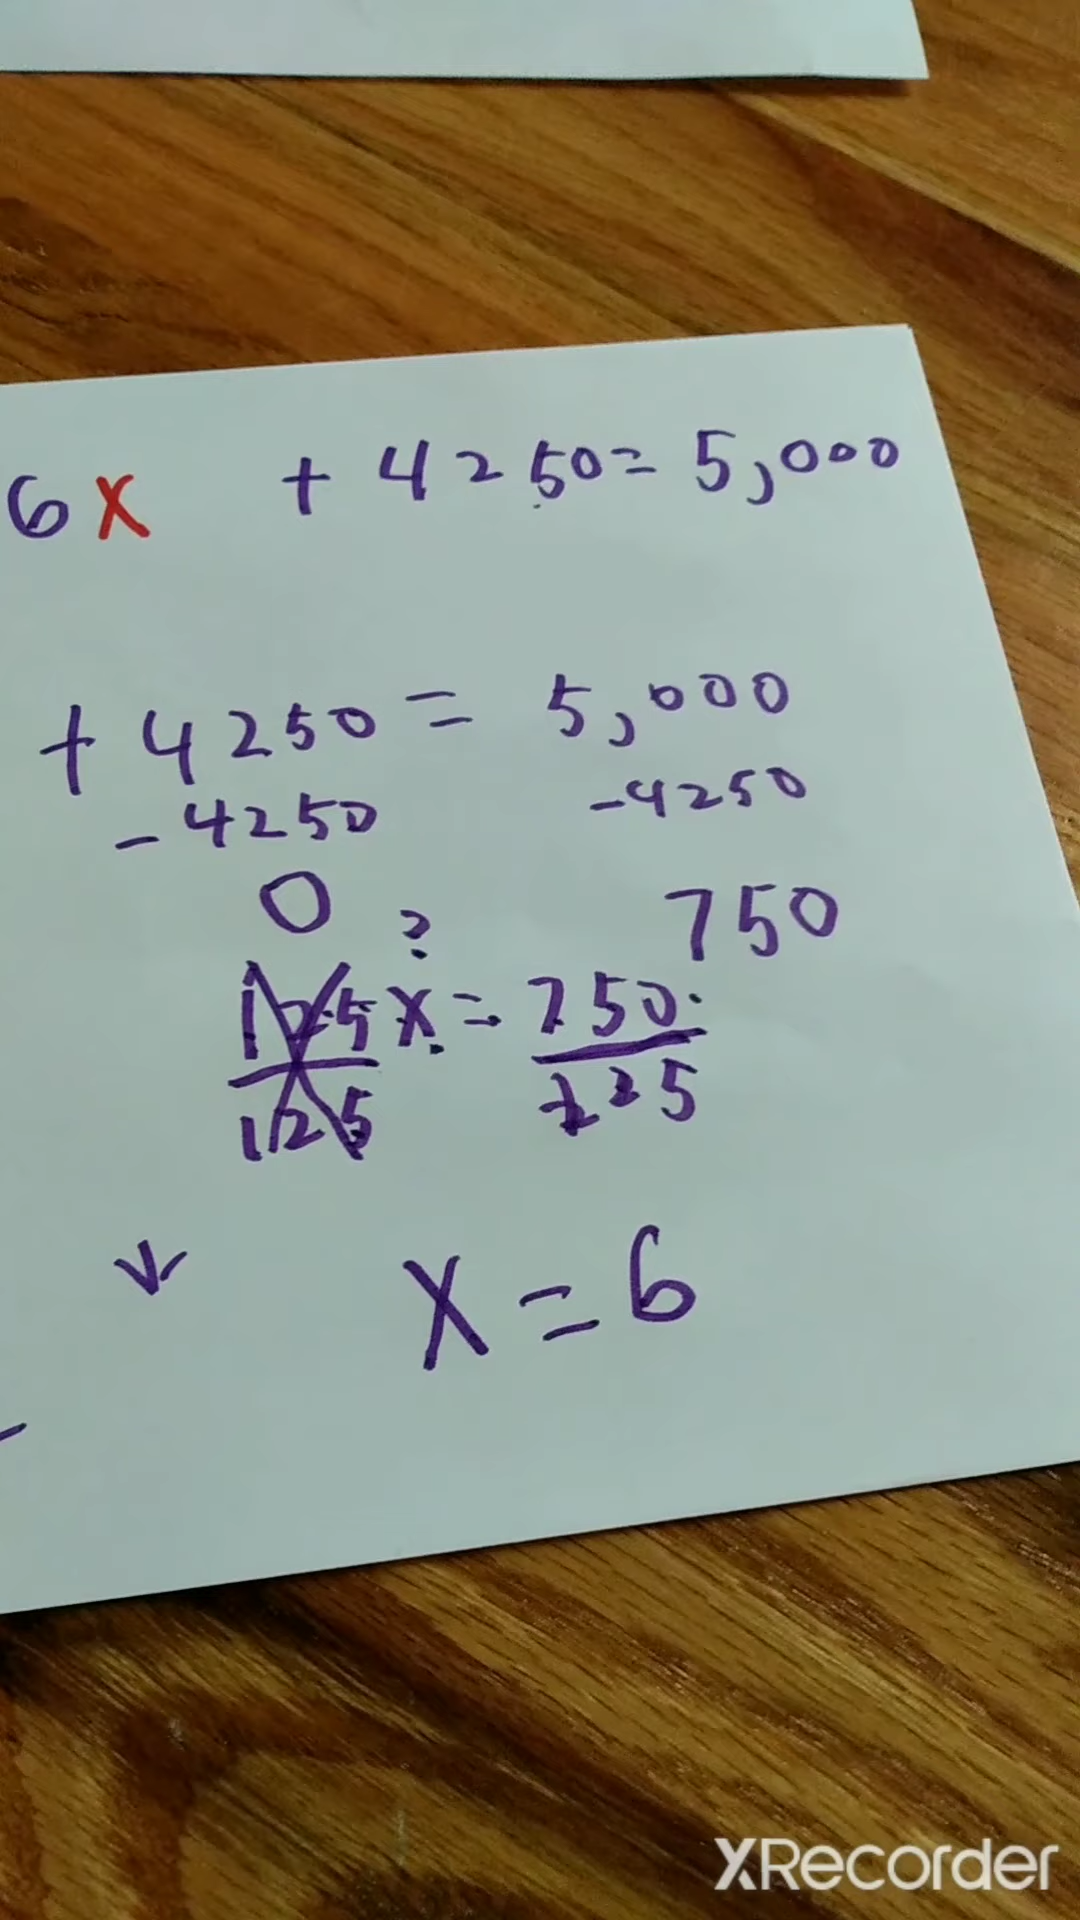 6x + 4250= 5,000
+ 4250 = 5,000
- 4250 -4250
0 750
?
125 x = 750
125 125
x = 6
XRecorder